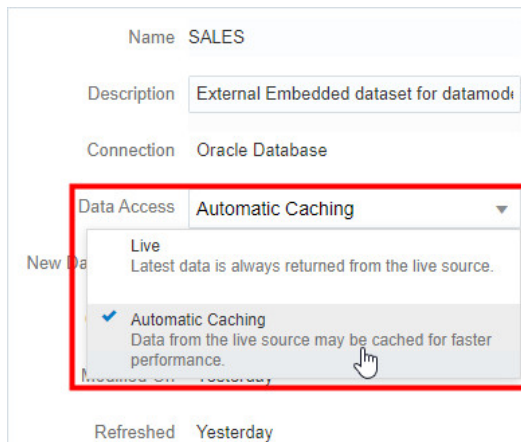 Name SALES
Description External Embedded dataset for datamode
Connection Oracle Database
Data Access Automatic Caching
Live
New Da
Latest data is always returned from the live source.
Automatic Caching
Data from the live source may be cached for faster
performance.
Modified On Yesterday
Refreshed Yesterday